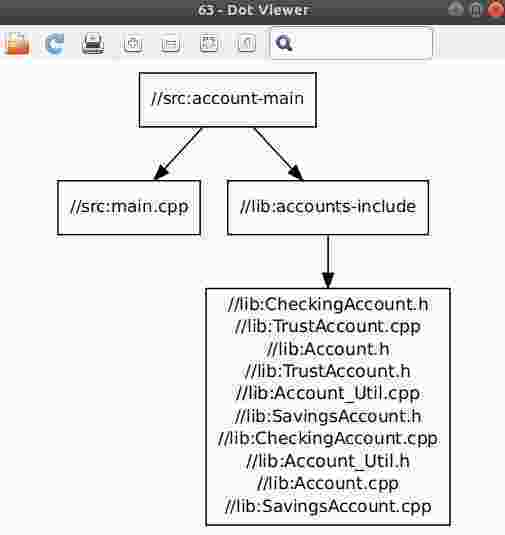 63 - Dot Viewer
//src:account-main
//src:main.cpp
//lib:accounts-include
//lib:CheckingAccount.h
//lib:TrustAccount.cpp
//lib:Account.h
//lib:TrustAccount.h
//lib:Account_Util.cpp
//lib:SavingsAccount.h
//lib:CheckingAccount.cpp
//lib:Account_Util.h
//lib:Account.cpp
//lib:SavingsAccount.cpp